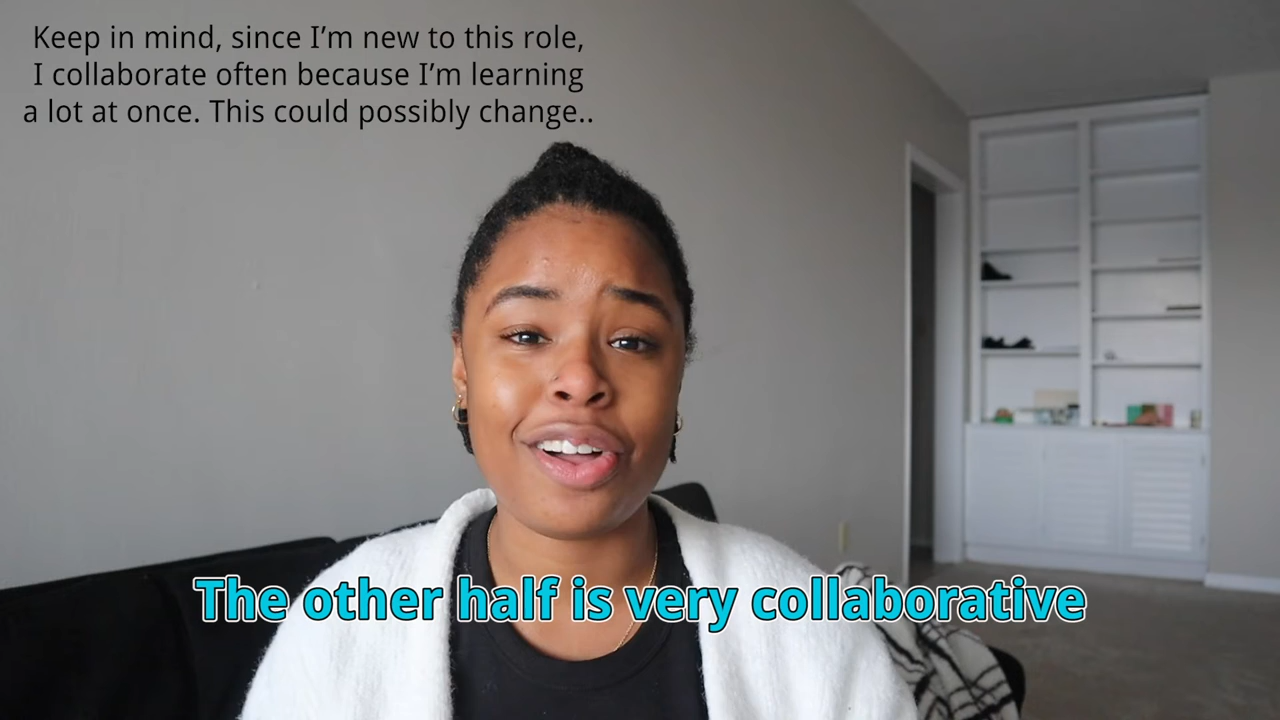 Keep in mind, since I’m new to this role,
I collaborate often because I’m learning
a lot at once. This could possibly change..
The other half is very collaborative